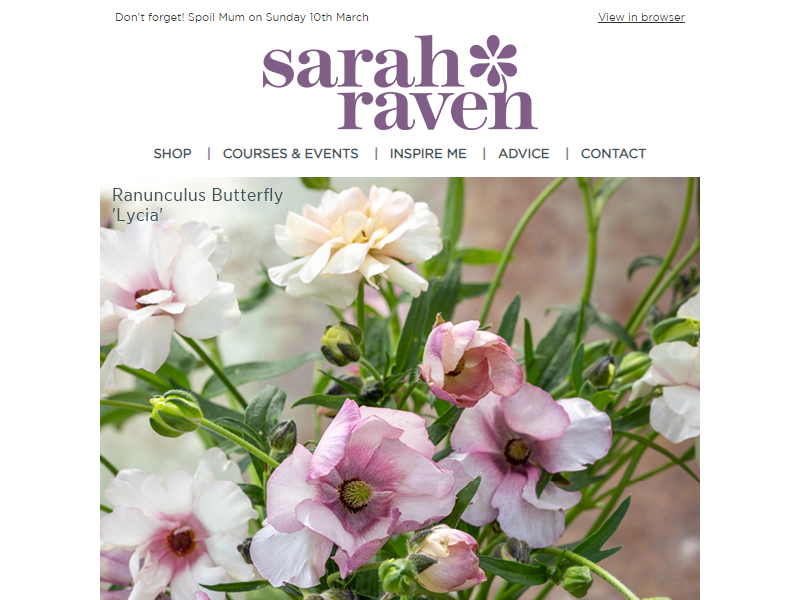 Don't forget! Spoil Mum on Sunday 10th March
View in browser
sarah
raven
SHOP | COURSES & EVENTS | INSPIRE ME | ADVICE | CONTACT
Ranunculus Butterfly
'Lycia'